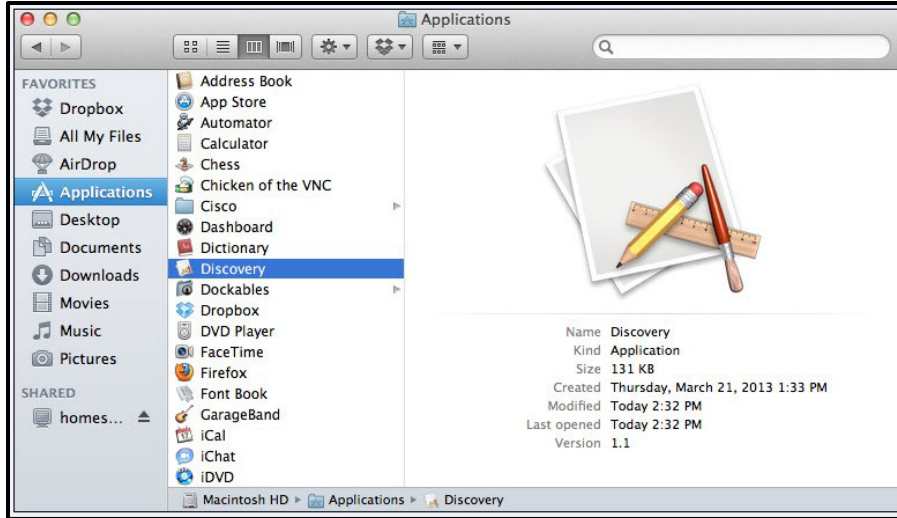 Applications
FAVORITES
Dropbox
All My Files
AirDrop
Applications
Desktop
Documents
Downloads
Movies
Music
Pictures
SHARED
homes...
Address Book
App Store
Automator
Calculator
Chess
Chicken of the VNC
Cisco
Dashboard
Dictionary
Discovery
Dockables
Dropbox
DVD Player
FaceTime
Firefox
Font Book
GarageBand
iCal
iChat
iDVD
Name Discovery
Kind Application
Size 131 KB
Created Thursday, March 21, 2013 1:33 PM
Modified Today 2:32 PM
Last opened Today 2:32 PM
Version 1.1
Macintosh HD Applications Discovery